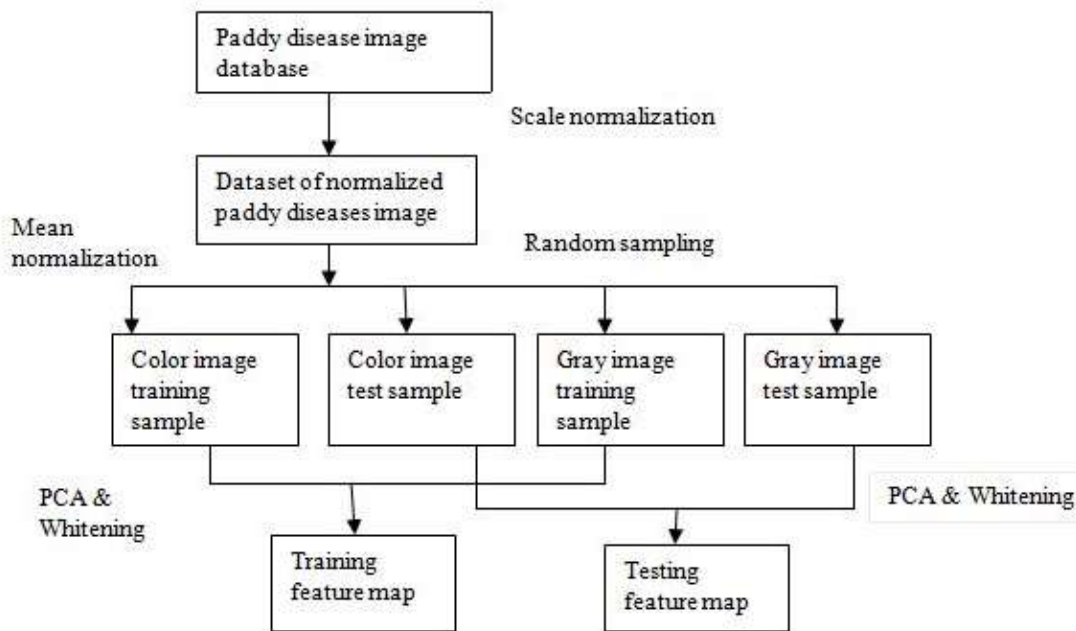 Paddy disease image
database
Scale normalization
Dataset of normalized
paddy diseases image
Mean
normalization
Random sampling
Color image
training
sample
Color image
test sample
Gray image
training
sample
Gray image
test sample
PCA &
Whitening
PCA & Whitening
Training
feature map
Testing
feature map